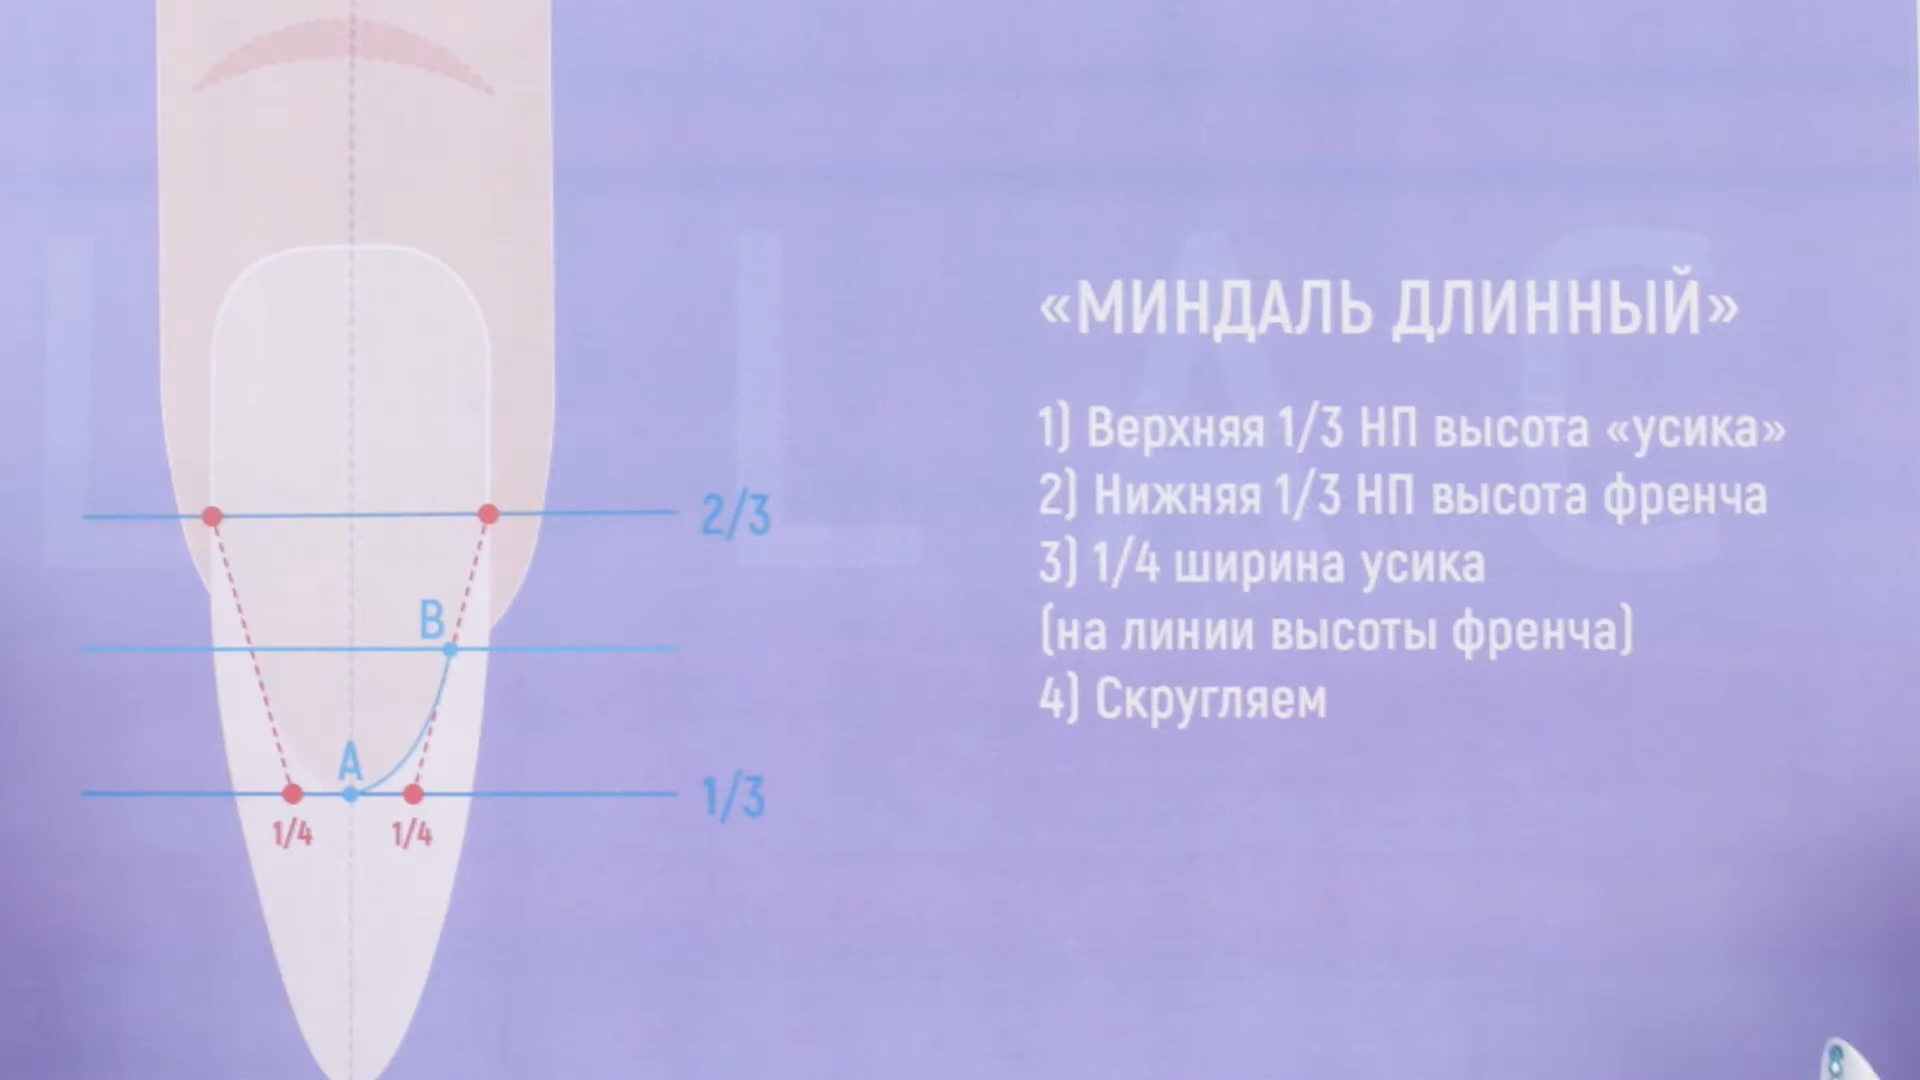 «МИНДАЛЬ ДЛИННЫЙ»
1) Верхняя 1/3 НП высота «усика»
2) Нижняя 1/3 НП высота френча
3) 1/4 ширина усика
(на линии высоты френча)
4) Скругляем
2/3
B
A
1/3
1/4 1/4
L L A C